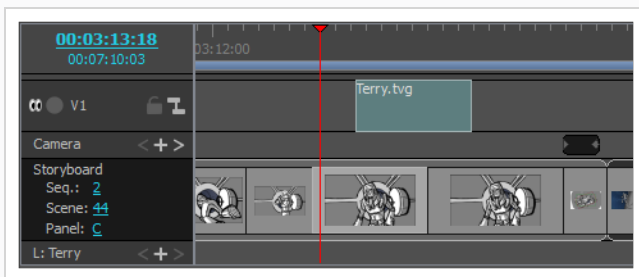 00:03:13:18
00:07:10:03
03:12:00
V1
Terry.tvg
Camera
Storyboard
Seq.: 2
Scene: 44
Panel: C
L: Terry